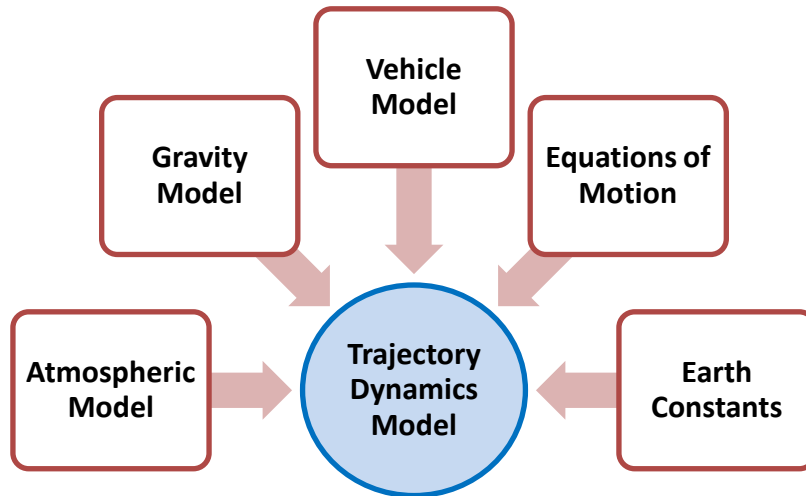 Vehicle
Model
Gravity
Model
Equations of
Motion
Atmospheric
Model
Trajectory
Dynamics
Model
Earth
Constants